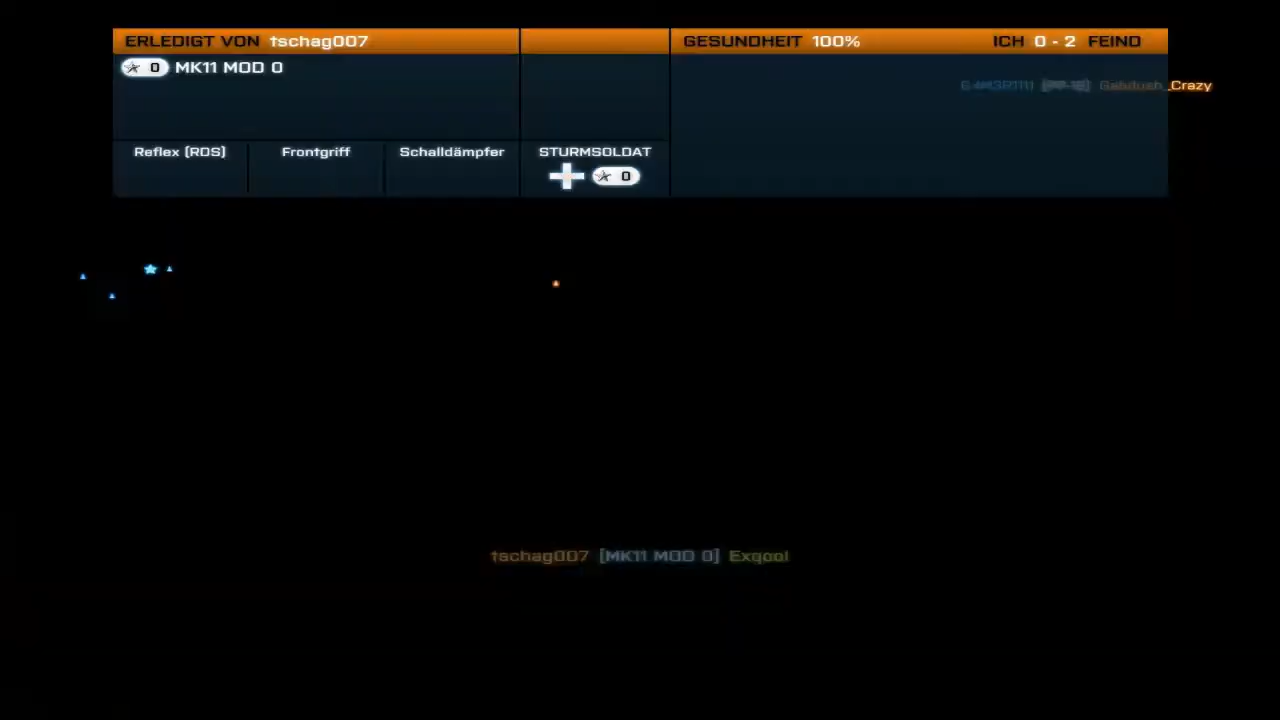 ERLEDIGT VON tschag007
GESUNDHEIT 100%
ICH 0 - 2 FEIND
0 MK11 MOD 0
_Crazy
Reflex (RDS)
Frontgriff
Schalldämpfer
STURMSOLDAT
0
tschag007 [MK11 MOD 0] Exqool